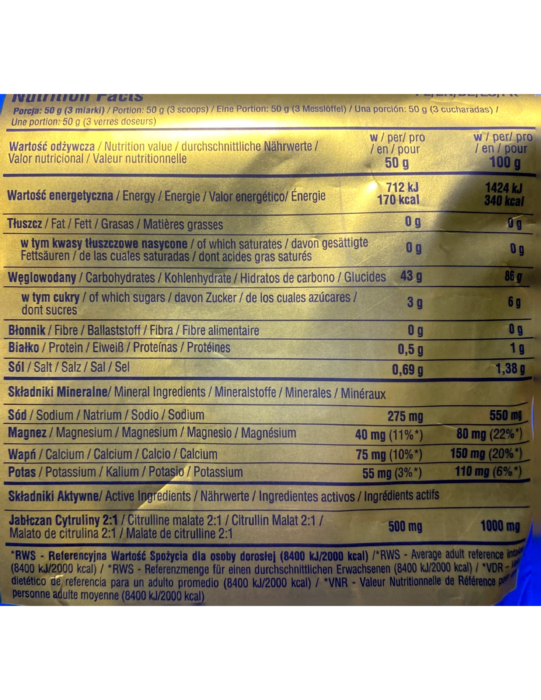 Nutrition Facts
Porcja: 50 g (3 miarki) / Portion: 50 g (3 scoops) / Eine Portion: 50 g (3 Messlöffel) / Una porción: 50 g (3 cucharadas) /
Une portion: 50 g (3 verres doseurs)
Wartość odżywcza / Nutrition value / durchschnittliche Nährwerte / w / per/ pro w / per/ pro
Valor nutricional / Valeur nutritionnelle / en / pour / en / pour
50 g 100 g
712 kJ 1424 kJ
Wartość energetyczna / Energy / Energie / Valor energético/ Énergie 170 kcal 340 kcal
Tłuszcz / Fat / Fett / Grasas / Matières grasses 0 g 0 g
w tym kwasy tłuszczowe nasycone / of which saturates / davon gesättigte 0 g 0 g
Fettsäuren / de las cuales saturadas / dont acides gras saturés
Węglowodany / Carbohydrates / Kohlenhydrate / Hidratos de carbono / Glucides 43 g 86 g
w tym cukry / of which sugars / davon Zucker / de los cuales azúcares / 3 g 6 g
dont sucres
Błonnik / Fibre / Ballaststoff / Fibra / Fibre alimentaire 0 g 0 g
Białko / Protein / Eiweiß / Proteínas / Protéines 0,5 g 1 g
Sól / Salt / Salz / Sal / Sel 0,69 g 1,38 g
Składniki Mineralne/ Mineral Ingredients / Mineralstoffe / Minerales / Minéraux
Sód / Sodium / Natrium / Sodio / Sodium 275 mg 550 mg
Magnez / Magnesium / Magnesium / Magnesio / Magnésium 40 mg (11%*) 80 mg (22%*)
Wapń / Calcium / Calcium / Calcio / Calcium 75 mg (10%*) 150 mg (20%*)
Potas / Potassium / Kalium / Potasio / Potassium 55 mg (3%*) 110 mg (6%*)
Składniki Aktywne/ Active Ingredients / Nährwerte / Ingredientes activos / Ingrédients actifs
Jabłczan Cytruliny 2:1 / Citrulline malate 2:1 / Citrullin Malat 2:1 / 500 mg 1000 mg
Malato de citrulina 2:1 / Malate de citrulline 2:1
*RWS - Referencyjna Wartość Spożycia dla osoby dorosłej (8400 kJ/2000 kcal) /*RWS - Average adult reference
(8400 kJ/2000 kcal) / *RWS - Referenzmenge für einen durchschnittlichen Erwachsenen (8400 kJ/2000 kcal) / *VDR -
dietético de referencia para un adulto promedio (8400 kJ/2000 kcal) / *VNR - Valeur Nutritionnelle de Référence
personne adulte moyenne (8400 kJ/2000 kcal)